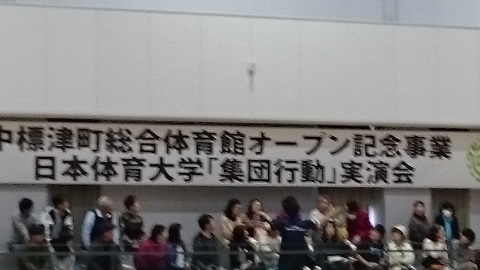 中標津町総合体育館オープン記念事業
日本体育大学「集団行動」実演会